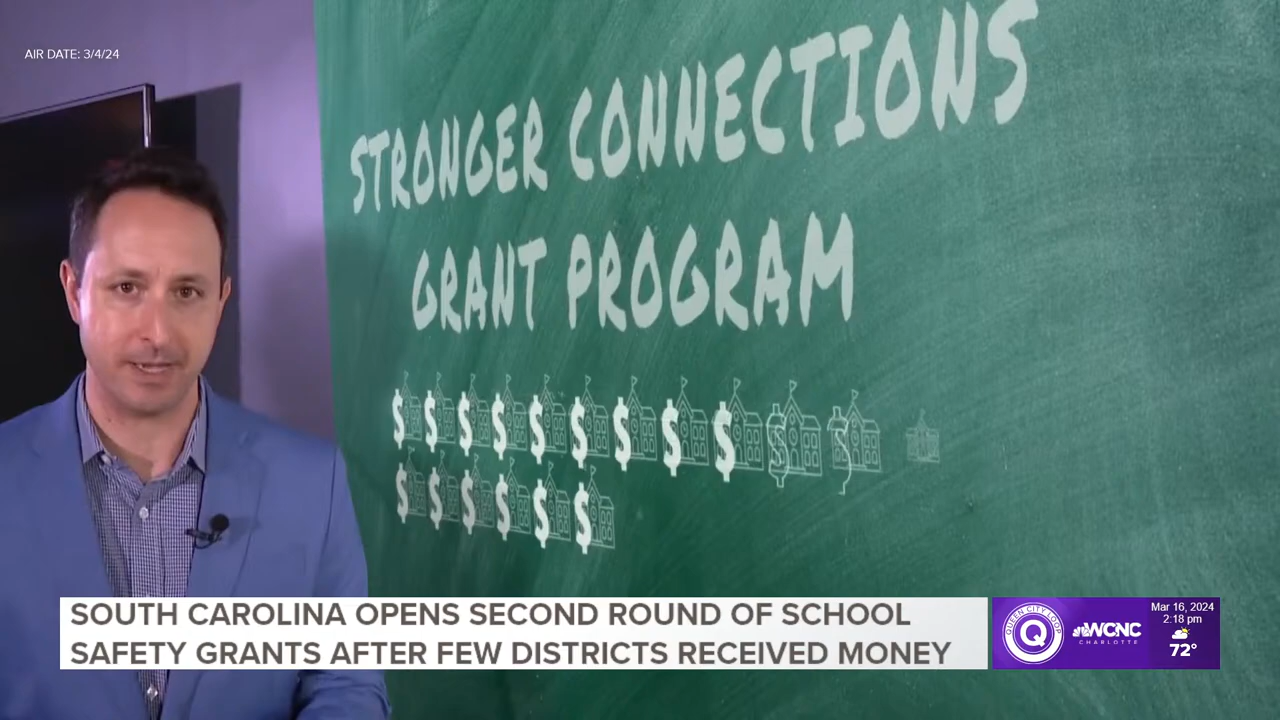 AIR DATE: 3/4/24
STRONGER CONNECTIONS
GRANT PROGRAM
$ $ $ $ $ $ $ $ $ $ $
$ $ $ $ $ $
SOUTH CAROLINA OPENS SECOND ROUND OF SCHOOL
SAFETY GRANTS AFTER FEW DISTRICTS RECEIVED MONEY
QUEEN CITY LOOP
Q
WCNC
CHARLOTTE
Mar 16, 2024
2:18 pm
72°